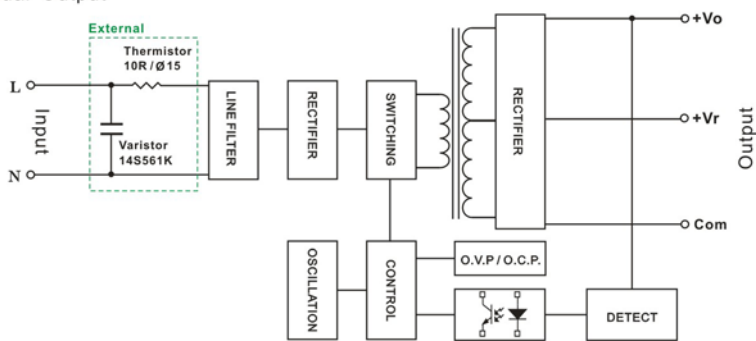 External
Thermistor
10R/Ø15
L
Input
Varistor
14S561K
N
LINE FILTER
RECTIFIER
SWITCHING
RECTIFIER
+Vo
+Vr
Output
Com
OSCILLATION
CONTROL
O.V.P / O.C.P.
DETECT